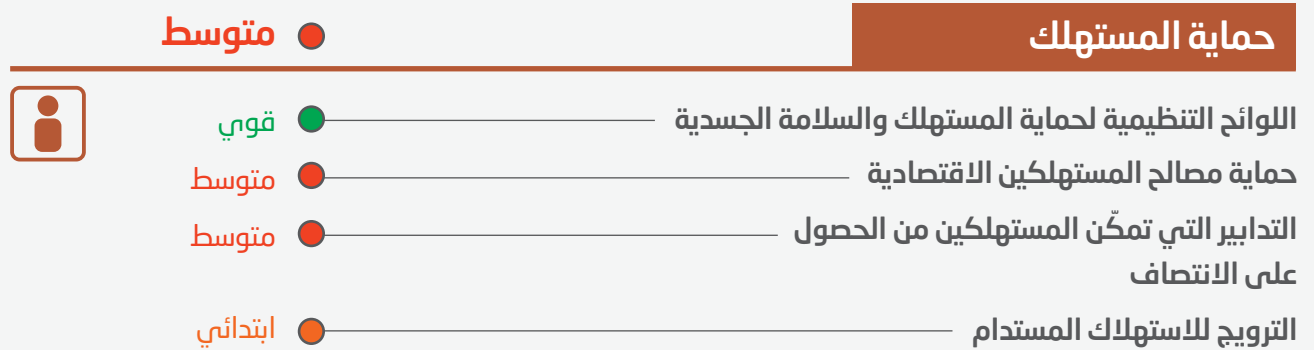 حماية المستهلك متوسط
اللوائح التنظيمية لحماية المستهلك والسلامة الجسدية قوي
حماية مصالح المستهلكين الاقتصادية متوسط
التدابير التي تمكّن المستهلكين من الحصول متوسط
على الانتصاف
الترويج للاستهلاك المستدام ابتدائي